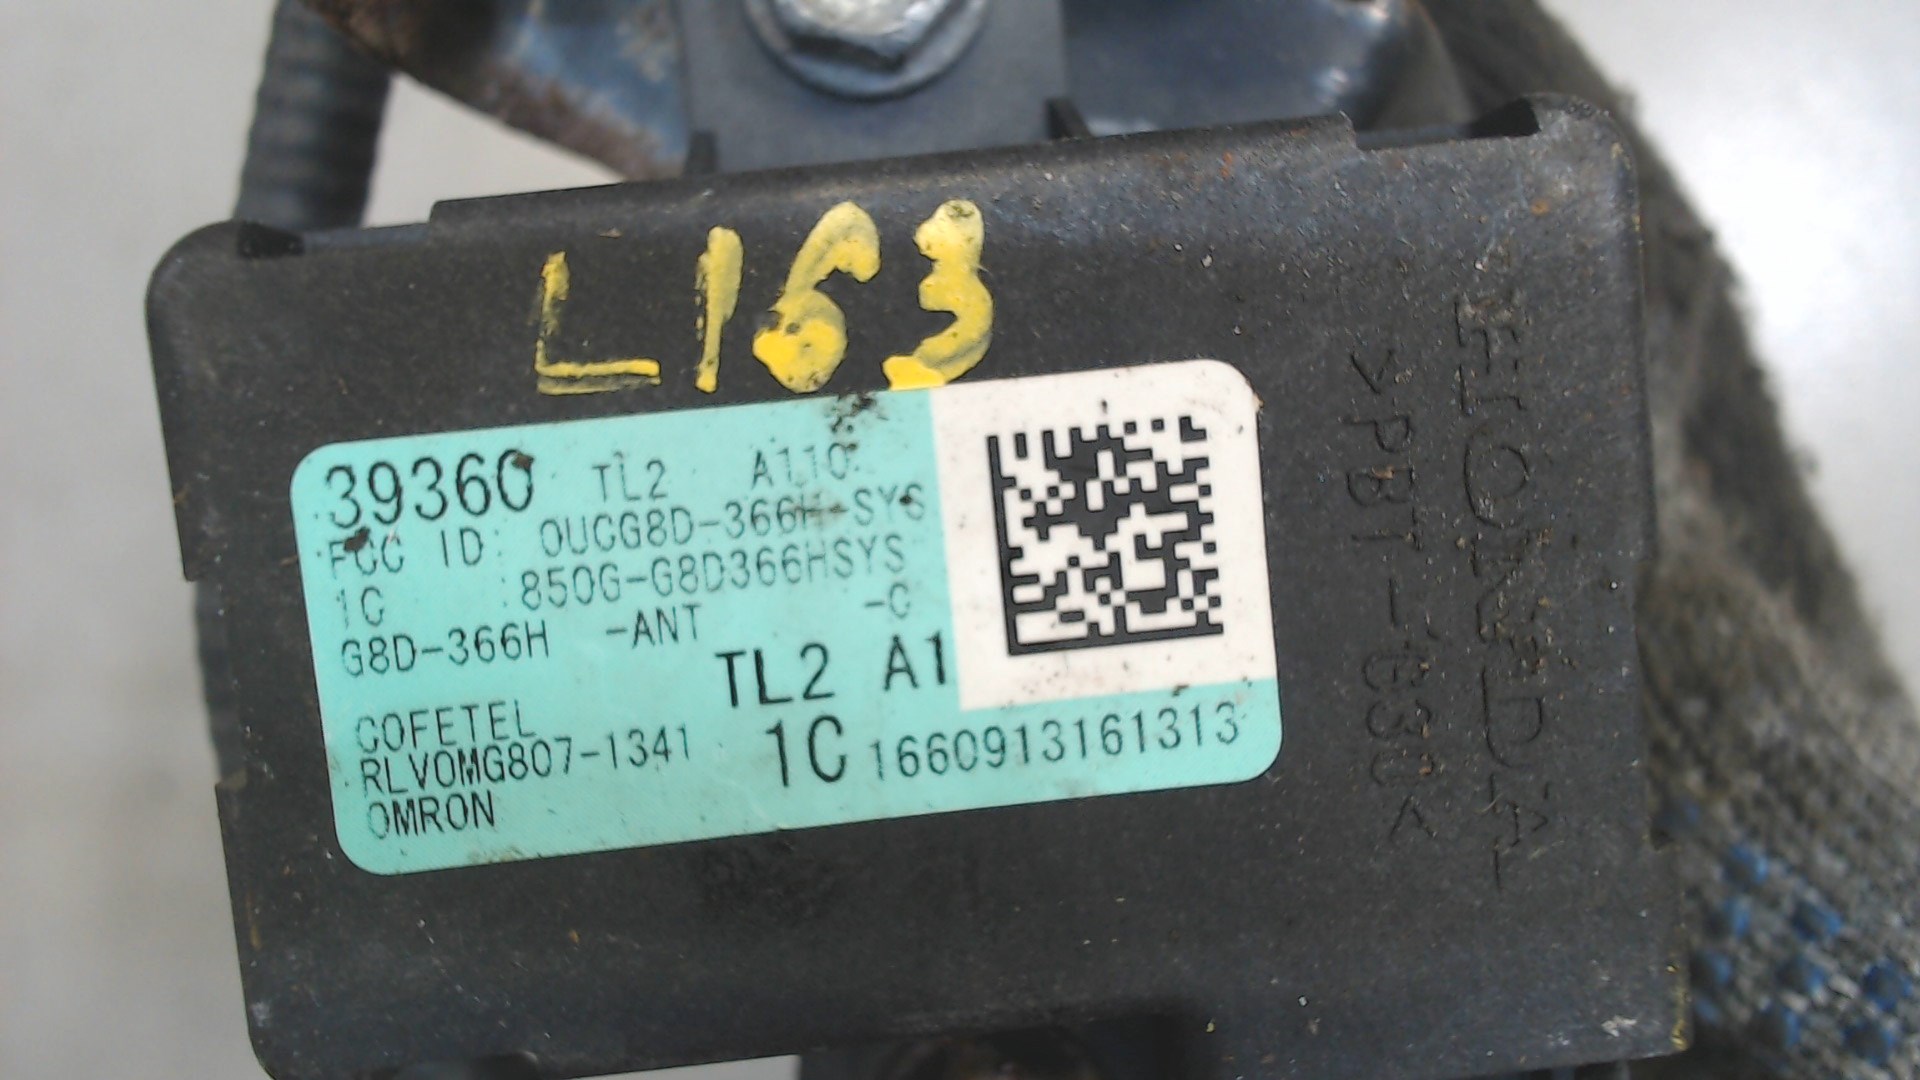 L163
39360 TL2 A110
FCC ID: OUCG8D-366H-SYS
1C :850G-G8D366HSYS
G8D-366H -ANT -C
TL2 A1
COFETEL
RLVOMG807-1341 1C 1660913161313
OMRON
HONDA
>PBT-G30<